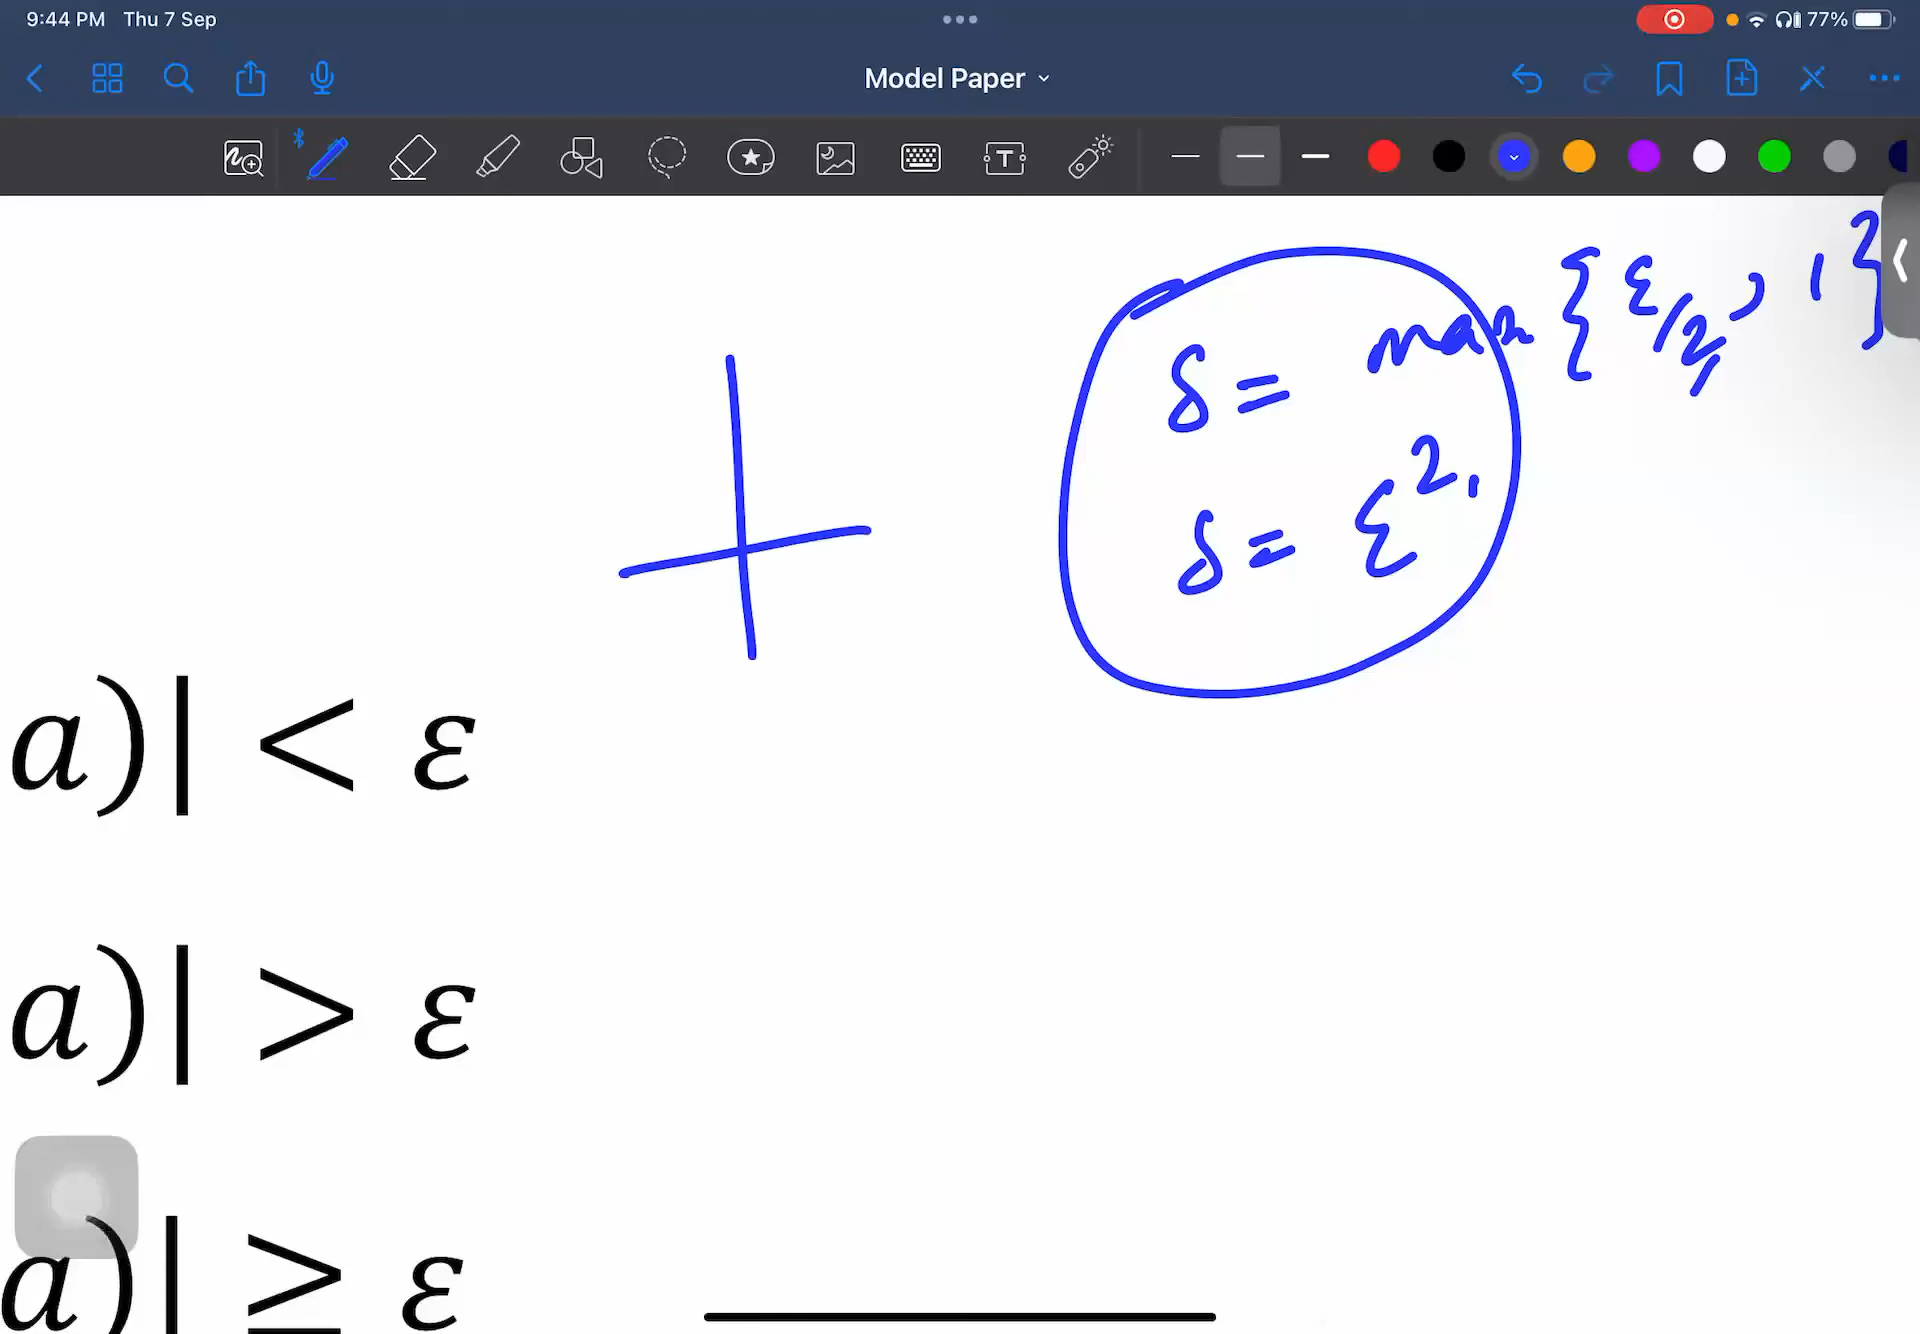 9:44 PM Thu 7 Sep
77%
Model Paper
T
δ = max {ε/2, 1}
δ = ε².
a)| < ε
a)| > ε
a)| ≥ ε